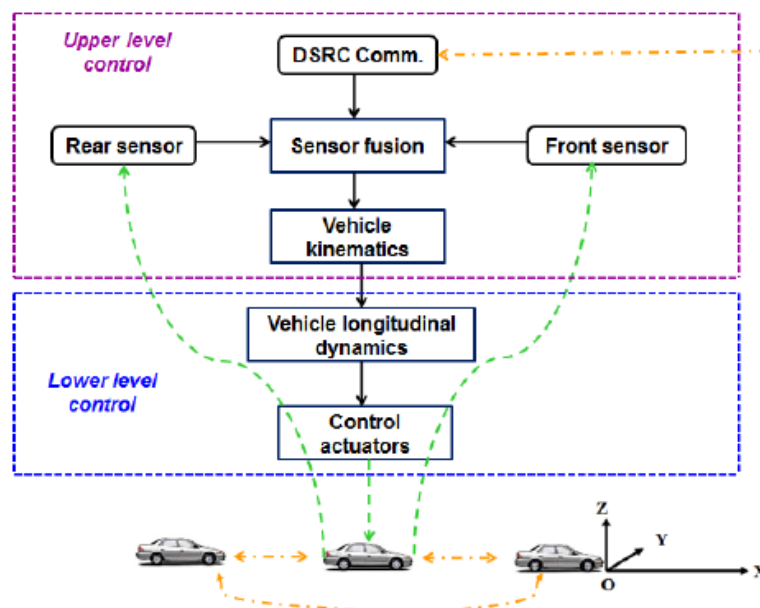 Upper level
control
DSRC Comm.
Rear sensor
Sensor fusion
Front sensor
Vehicle
kinematics
Vehicle longitudinal
dynamics
Lower level
control
Control
actuators
Z
Y
O
X